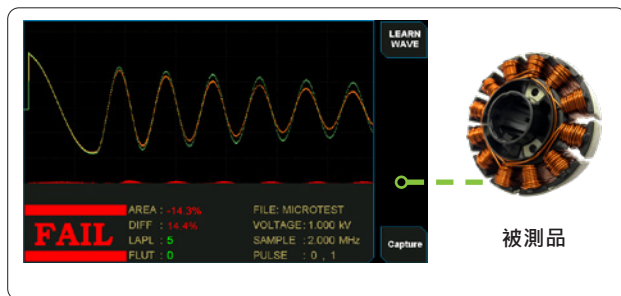 LEARN
WAVE
FAIL
AREA : -14.3%
DIFF : 14.4%
LAPL : 5
FLUT : 0
FILE: MICROTEST
VOLTAGE: 1.000 kV
SAMPLE : 2.000 MHz
PULSE : 0 , 1
Capture
被測品